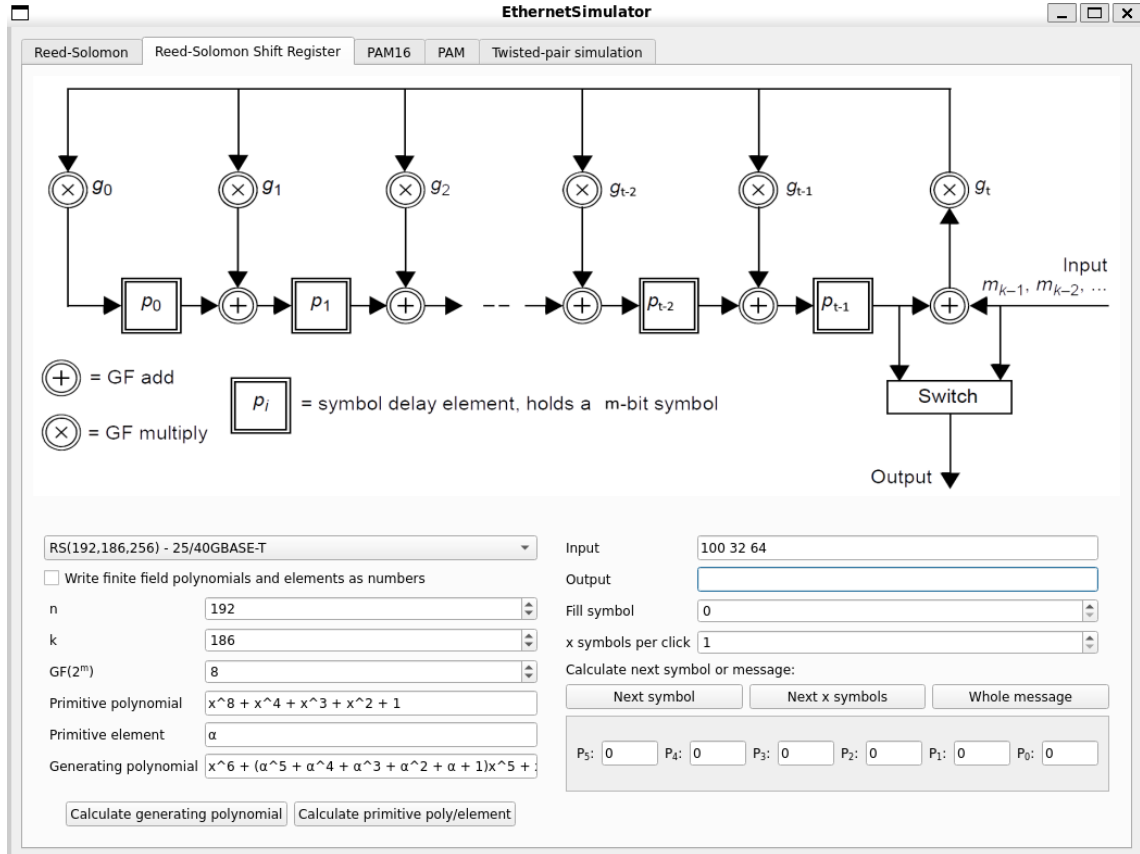 EthernetSimulator
Reed-Solomon Reed-Solomon Shift Register PAM16 PAM Twisted-pair simulation
g0 g1 g2 gt-2 gt-1 gt
Input
mk−1, mk−2, ...
p0 p1 -- pt-2 pt-1
= GF add
pi = symbol delay element, holds a m-bit symbol
= GF multiply
Switch
Output
RS(192,186,256) - 25/40GBASE-T
Write finite field polynomials and elements as numbers
n 192
k 186
GF(2^m) 8
Primitive polynomial x^8 + x^4 + x^3 + x^2 + 1
Primitive element α
Generating polynomial x^6 + (α^5 + α^4 + α^3 + α^2 + α + 1)x^5 +
Calculate generating polynomial Calculate primitive poly/element
Input 100 32 64
Output
Fill symbol 0
x symbols per click 1
Calculate next symbol or message:
Next symbol Next x symbols Whole message
P5: 0 P4: 0 P3: 0 P2: 0 P1: 0 P0: 0